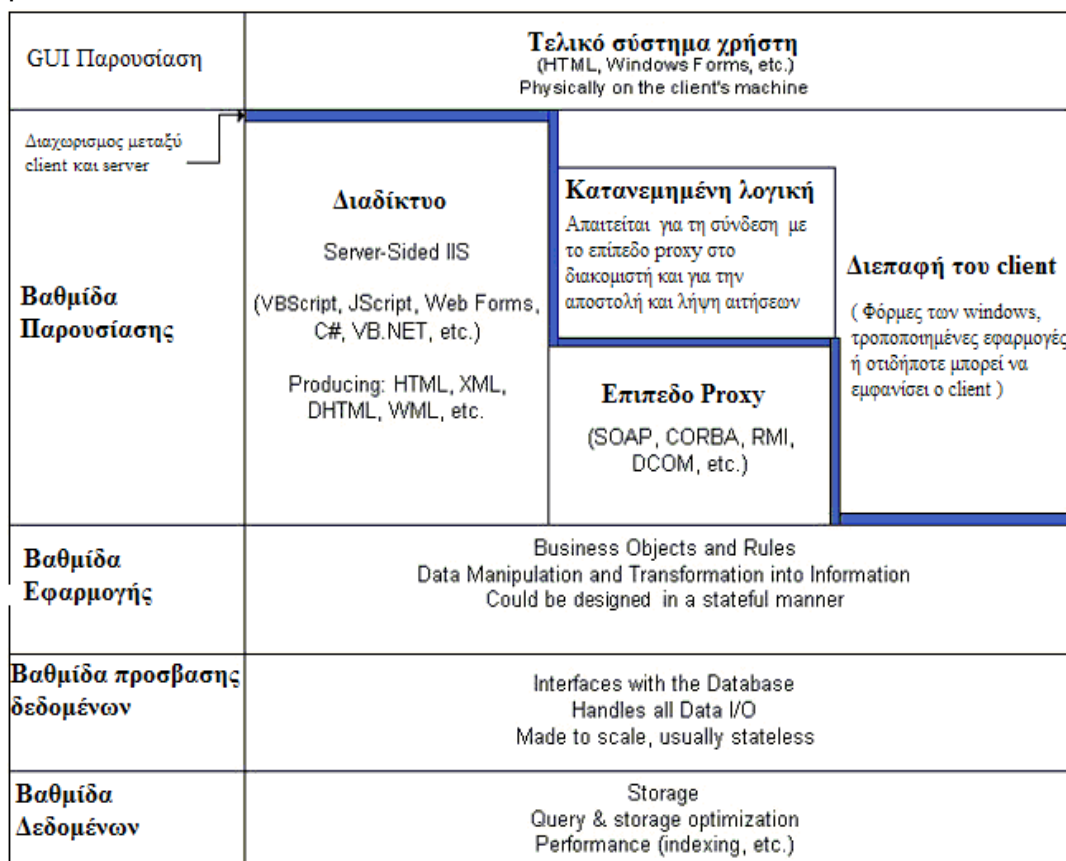 GUI Παρουσίαση
Τελικό σύστημα χρήστη
(HTML, Windows Forms, etc.)
Physically on the client's machine
Διαχωρισμος μεταξύ
client και server
Βαθμίδα
Παρουσίασης
Διαδίκτυο
Server-Sided IIS
(VBScript, JScript, Web Forms,
C#, VB.NET, etc.)
Producing: HTML, XML,
DHTML, WML, etc.
Κατανεμημένη λογική
Απαιτείται για τη σύνδεση με
το επίπεδο proxy στο
διακομιστή και για την
αποστολή και λήψη αιτήσεων
Επιπεδο Proxy
(SOAP, CORBA, RMI,
DCOM, etc.)
Διεπαφή του client
( Φόρμες των windows,
τροποποιημένες εφαρμογές
ή οτιδήποτε μπορεί να
εμφανίσει ο client )
Βαθμίδα
Εφαρμογής
Business Objects and Rules
Data Manipulation and Transformation into Information
Could be designed in a stateful manner
Βαθμίδα προσβασης
δεδομένων
Interfaces with the Database
Handles all Data I/O
Made to scale, usually stateless
Βαθμίδα
Δεδομένων
Storage
Query & storage optimization
Performance (indexing, etc.)